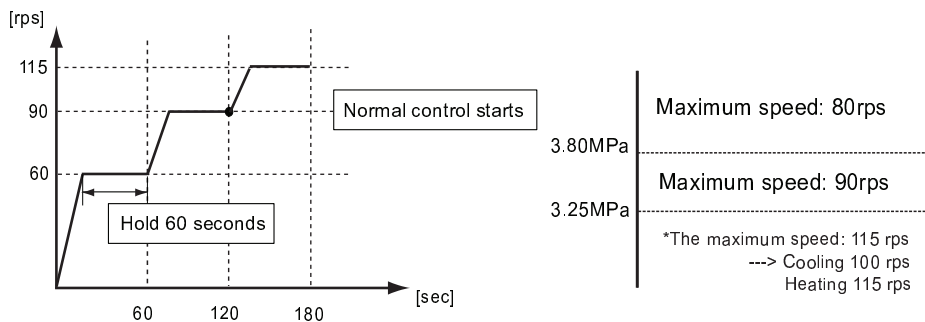 [rps]
115
90
60
Normal control starts
Hold 60 seconds
60
120
180
[sec]
3.80MPa
3.25MPa
Maximum speed: 80rps
Maximum speed: 90rps
*The maximum speed: 115 rps
---> Cooling 100 rps
Heating 115 rps